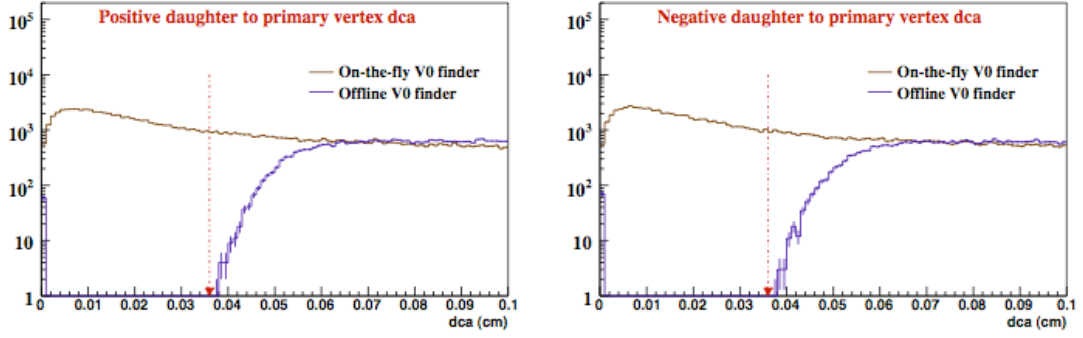 Positive daughter to primary vertex dca
10^5
10^4
10^3
10^2
10
1
On-the-fly V0 finder
Offline V0 finder
0 0.01 0.02 0.03 0.04 0.05 0.06 0.07 0.08 0.09 0.1
dca (cm)
Negative daughter to primary vertex dca
10^5
10^4
10^3
10^2
10
1
On-the-fly V0 finder
Offline V0 finder
0 0.01 0.02 0.03 0.04 0.05 0.06 0.07 0.08 0.09 0.1
dca (cm)